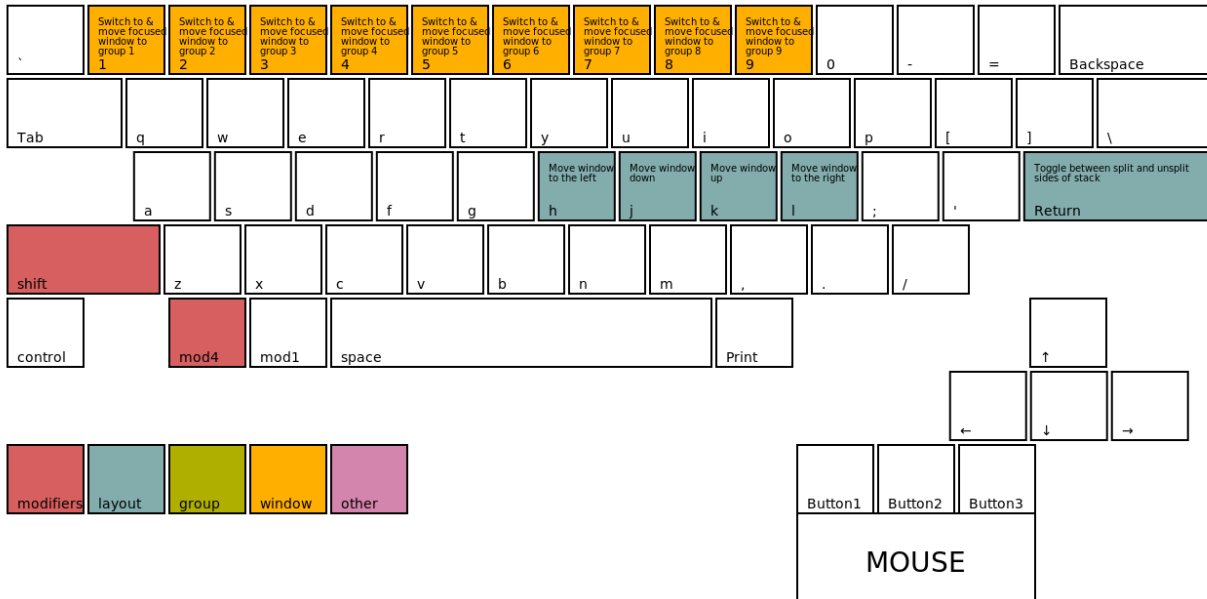 Switch to & move focused window to group 1
Switch to & move focused window to group 2
Switch to & move focused window to group 3
Switch to & move focused window to group 4
Switch to & move focused window to group 5
Switch to & move focused window to group 6
Switch to & move focused window to group 7
Switch to & move focused window to group 8
Switch to & move focused window to group 9
` 1 2 3 4 5 6 7 8 9 0 - = Backspace
Tab q w e r t y u i o p [ ] \
Move window to the left
Move window down
Move window up
Move window to the right
Toggle between split and unsplit sides of stack
a s d f g h j k l ; ' Return
shift z x c v b n m , . /
control mod4 mod1 space Print ↑
← ↓ →
modifiers layout group window other Button1 Button2 Button3
MOUSE